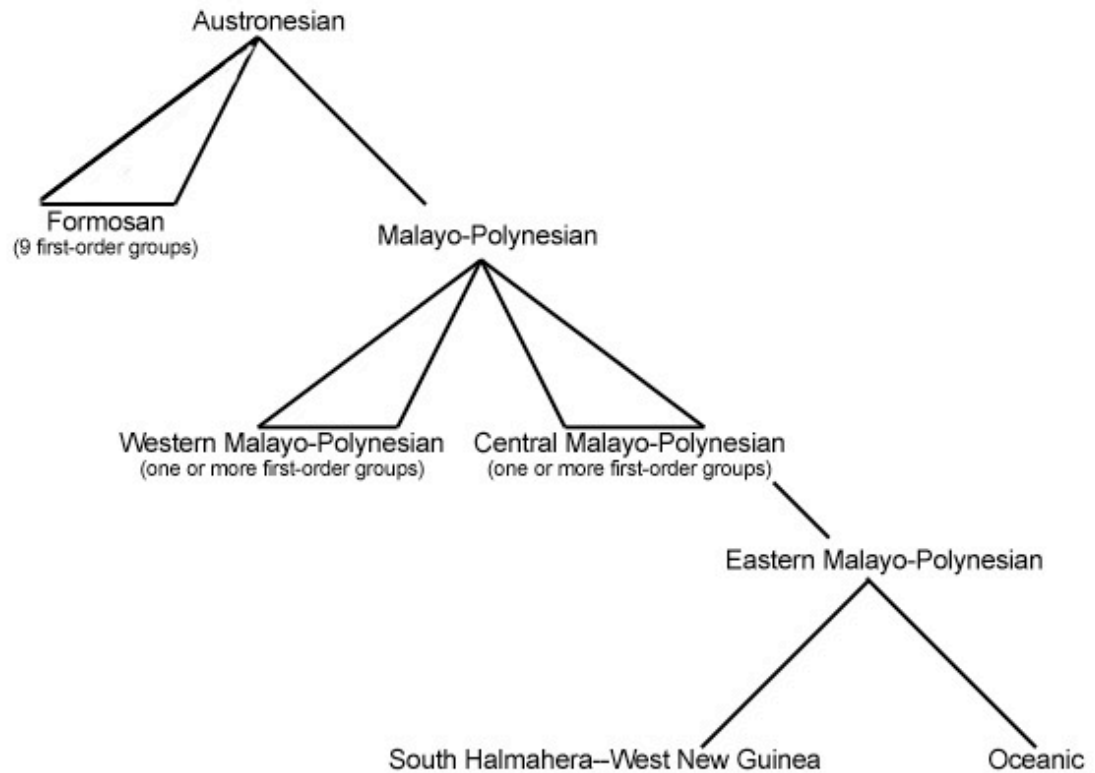 Austronesian
Formosan
(9 first-order groups)
Malayo-Polynesian
Western Malayo-Polynesian
(one or more first-order groups)
Central Malayo-Polynesian
(one or more first-order groups)
Eastern Malayo-Polynesian
South Halmahera--West New Guinea
Oceanic